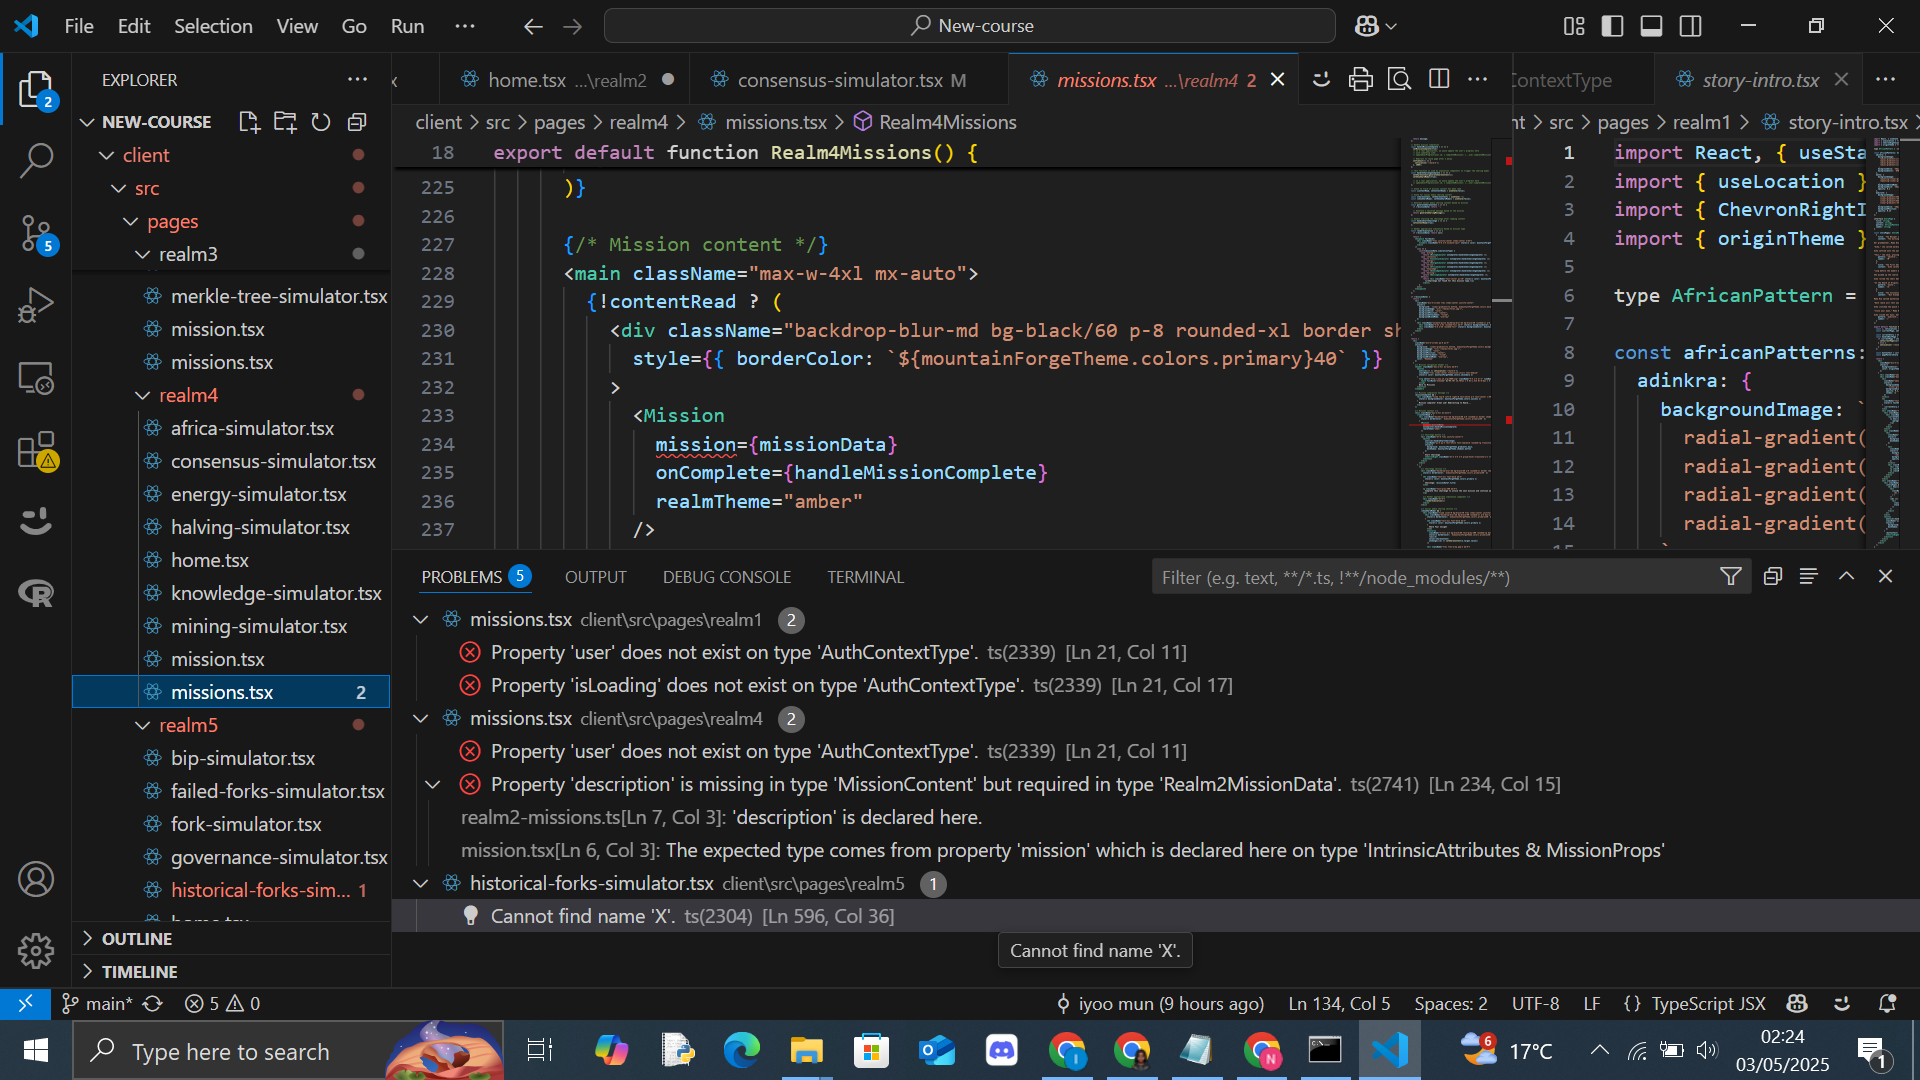 File Edit Selection View Go Run ···
New-course
EXPLORER
NEW-COURSE
client
src
pages
realm3
merkle-tree-simulator.tsx
mission.tsx
missions.tsx
realm4
africa-simulator.tsx
consensus-simulator.tsx
energy-simulator.tsx
halving-simulator.tsx
home.tsx
knowledge-simulator.tsx
mining-simulator.tsx
mission.tsx
missions.tsx 2
realm5
bip-simulator.tsx
failed-forks-simulator.tsx
fork-simulator.tsx
governance-simulator.tsx
historical-forks-sim... 1
OUTLINE
TIMELINE
2
5
home.tsx ...\realm2
consensus-simulator.tsx M
missions.tsx ...\realm4 2
client > src > pages > realm4 > missions.tsx > Realm4Missions
18 export default function Realm4Missions() {
225 )}
226
227 {/* Mission content */}
228 <main className="max-w-4xl mx-auto">
229 {!contentRead ? (
230 <div className="backdrop-blur-md bg-black/60 p-8 rounded-xl border sh
231 style={{ borderColor: `${mountainForgeTheme.colors.primary}40` }}
232 >
233 <Mission
234 mission={missionData}
235 onComplete={handleMissionComplete}
236 realmTheme="amber"
237 />
ContextType
story-intro.tsx
nt > src > pages > realm1 > story-intro.tsx
1 import React, { useSta
2 import { useLocation }
3 import { ChevronRightI
4 import { originTheme }
5
6 type AfricanPattern =
7
8 const africanPatterns:
9 adinkra: {
10 backgroundImage: `
11 radial-gradient(
12 radial-gradient(
13 radial-gradient(
14 radial-gradient(
PROBLEMS 5 OUTPUT DEBUG CONSOLE TERMINAL
Filter (e.g. text, **/*.ts, !**/node_modules/**)
missions.tsx client\src\pages\realm1 2
Property 'user' does not exist on type 'AuthContextType'. ts(2339) [Ln 21, Col 11]
Property 'isLoading' does not exist on type 'AuthContextType'. ts(2339) [Ln 21, Col 17]
missions.tsx client\src\pages\realm4 2
Property 'user' does not exist on type 'AuthContextType'. ts(2339) [Ln 21, Col 11]
Property 'description' is missing in type 'MissionContent' but required in type 'Realm2MissionData'. ts(2741) [Ln 234, Col 15]
realm2-missions.ts[Ln 7, Col 3]: 'description' is declared here.
mission.tsx[Ln 6, Col 3]: The expected type comes from property 'mission' which is declared here on type 'IntrinsicAttributes & MissionProps'
historical-forks-simulator.tsx client\src\pages\realm5 1
Cannot find name 'X'. ts(2304) [Ln 596, Col 36]
Cannot find name 'X'.
main* 5 0
iyoo mun (9 hours ago) Ln 134, Col 5 Spaces: 2 UTF-8 LF {} TypeScript JSX
Type here to search
I
N
6
17°C
02:24
03/05/2025
1